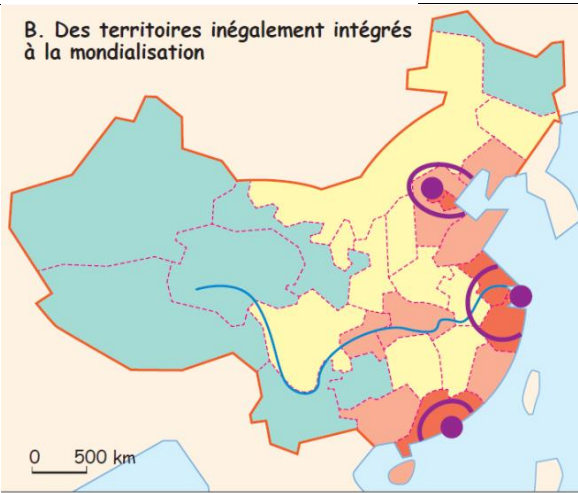 B. Des territoires inégalement intégrés
à la mondialisation
0 500 km